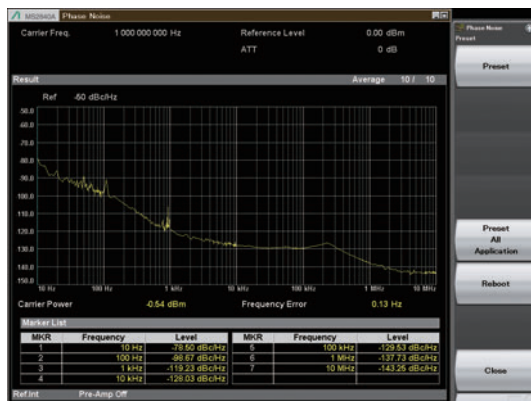 MS2840A Phase Noise
Carrier Freq. 1 000 000 000 Hz Reference Level 0.00 dBm
ATT 0 dB
Result Average 10 / 10
Ref -50 dBc/Hz
-50.0
-60.0
-70.0
-80.0
-90.0
-100.0
-110.0
-120.0
-130.0
-140.0
-150.0
10 Hz 100 Hz 1 kHz 10 kHz 100 kHz 1 MHz 10 MHz
Carrier Power -0.54 dBm Frequency Error 0.13 Hz
Marker List
MKR Frequency Level MKR Frequency Level
1 10 Hz -78.50 dBc/Hz 5 100 kHz -129.53 dBc/Hz
2 100 Hz -98.67 dBc/Hz 6 1 MHz -137.73 dBc/Hz
3 1 kHz -119.23 dBc/Hz 7 10 MHz -143.25 dBc/Hz
4 10 kHz -128.03 dBc/Hz
Ref.Int Pre-Amp Off
Phase Noise
Preset
Preset
Preset
All
Application
Reboot
Close